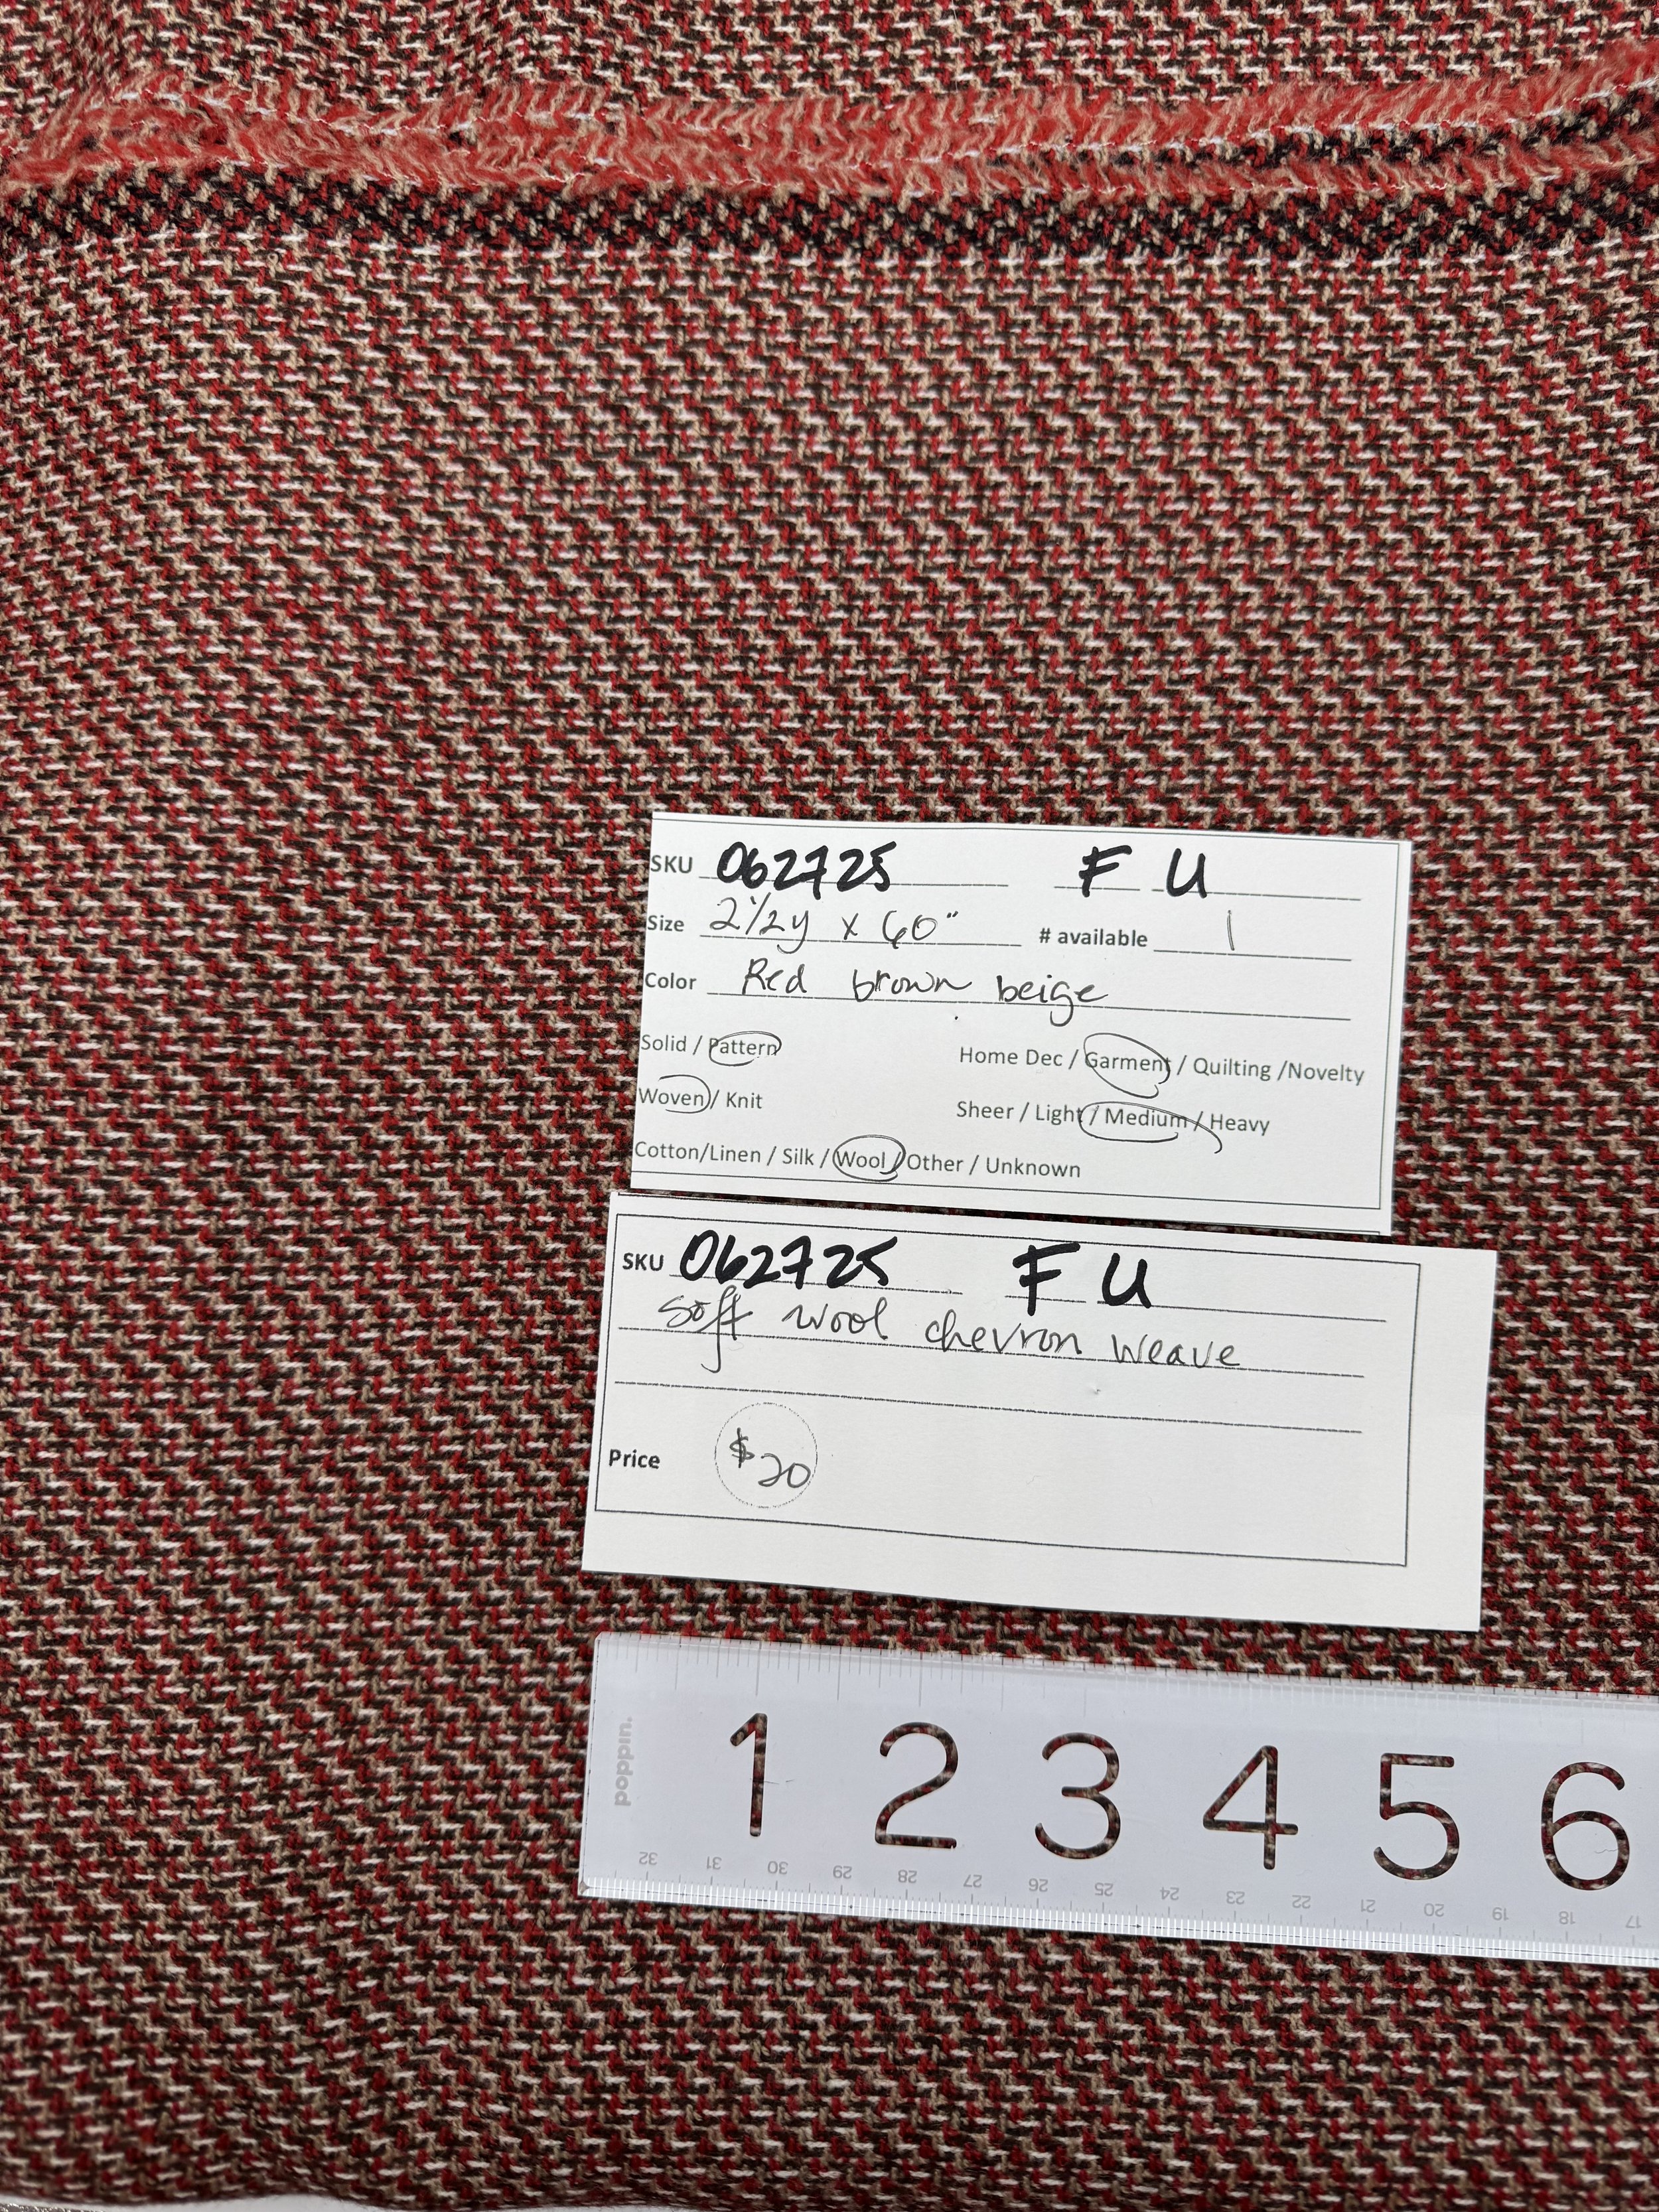 SKU 062725 F U
Size 2 1/2 y x 60" # available 1
Color Red brown beige
Solid / Pattern Home Dec / Garment / Quilting /Novelty
Woven / Knit Sheer / Light / Medium / Heavy
Cotton/Linen / Silk / Wool / Other / Unknown
SKU 062725 F U
soft wool chevron weave
Price $20
poppin.
1 2 3 4 5 6
32 31 30 29 28 27 26 25 24 23 22 21 20 19 18 17